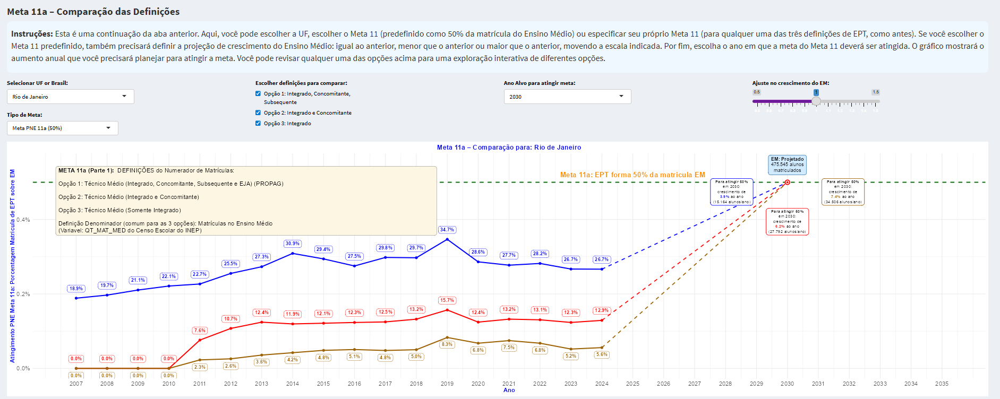 Meta 11a – Comparação das Definições
Instruções: Esta é uma continuação da aba anterior. Aqui, você pode escolher a UF, escolher o Meta 11 (predefinido como 50% da matrícula do Ensino Médio) ou especificar seu próprio Meta 11 (para qualquer uma das três definições de EPT, como antes). Se você escolher o
Meta 11 predefinido, também precisará definir a projeção de crescimento do Ensino Médio: igual ao anterior, menor que o anterior ou maior que o anterior, movendo a escala indicada. Por fim, escolha o ano em que a meta do Meta 11 deverá ser atingida. O gráfico mostrará o
aumento anual que você precisará planejar para atingir a meta. Você pode revisar qualquer uma das opções acima para uma exploração interativa de diferentes opções.
Selecionar UF or Brasil:
Rio de Janeiro
Tipo de Meta:
Meta PNE 11a (50%)
Escolher definições para comparar:
Opção 1: Integrado, Concomitante,
Subsequente
Opção 2: Integrado e Concomitante
Opção 3: Integrado
Ano Alvo para atingir meta:
2030
Ajuste no crescimento do EM:
0.5 1 1.5
0.5 0.6 0.7 0.8 0.9 1 1.1 1.2 1.3 1.4 1.5
Meta 11a – Comparação para: Rio de Janeiro
META 11a (Parte 1): DEFINIÇÕES do Numerador de Matrículas:
Opção 1: Técnico Médio (Integrado, Concomitante, Subsequente e EJA) (PROPAG)
Opção 2: Técnico Médio (Integrado e Concomitante)
Opção 3: Técnico Médio (Somente Integrado)
Definição Denominador (comum para as 3 opções): Matrículas no Ensino Médio
(Variavel: QT_MAT_MED do Censo Escolar do INEP)
Meta 11a: EPT forma 50% da matricula EM
EM: Projetado
475.545 alunos
matriculados
Para atingir 50%
em 2030:
crescimento de
3.9% ao ano
(15.164 alunos/ano)
Para atingir 50%
em 2030:
crescimento de
7.4% ao ano
(34.506 alunos/ano)
Para atingir 50%
em 2030:
crescimento de
6.2% ao ano
(27.792 alunos/ano)
Atingimento PNE Meta 11a: Porcentagem Matrícula de EPT sobre EM
0.4%
0.2%
0.0%
18.9% 19.7% 21.1% 22.1% 22.7% 25.5% 27.3% 30.9% 29.4% 27.5% 29.8% 29.7% 34.7% 28.6% 27.7% 28.2% 26.7% 26.7%
0.0% 0.0% 0.0% 0.0% 7.6% 10.7% 12.4% 11.9% 12.1% 12.3% 12.5% 13.2% 15.7% 12.4% 13.2% 13.1% 12.3% 12.9%
0.0% 0.0% 0.0% 0.0% 2.3% 2.6% 3.6% 4.2% 4.8% 5.1% 4.8% 5.0% 8.3% 6.8% 7.5% 6.8% 5.2% 5.6%
2007 2008 2009 2010 2011 2012 2013 2014 2015 2016 2017 2018 2019 2020 2021 2022 2023 2024 2025 2026 2027 2028 2029 2030 2031 2032 2033 2034 2035
Ano